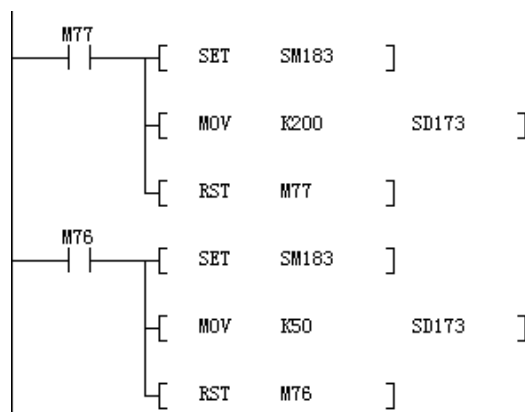 M77
SET SM183
MOV K200 SD173
RST M77
M76
SET SM183
MOV K50 SD173
RST M76